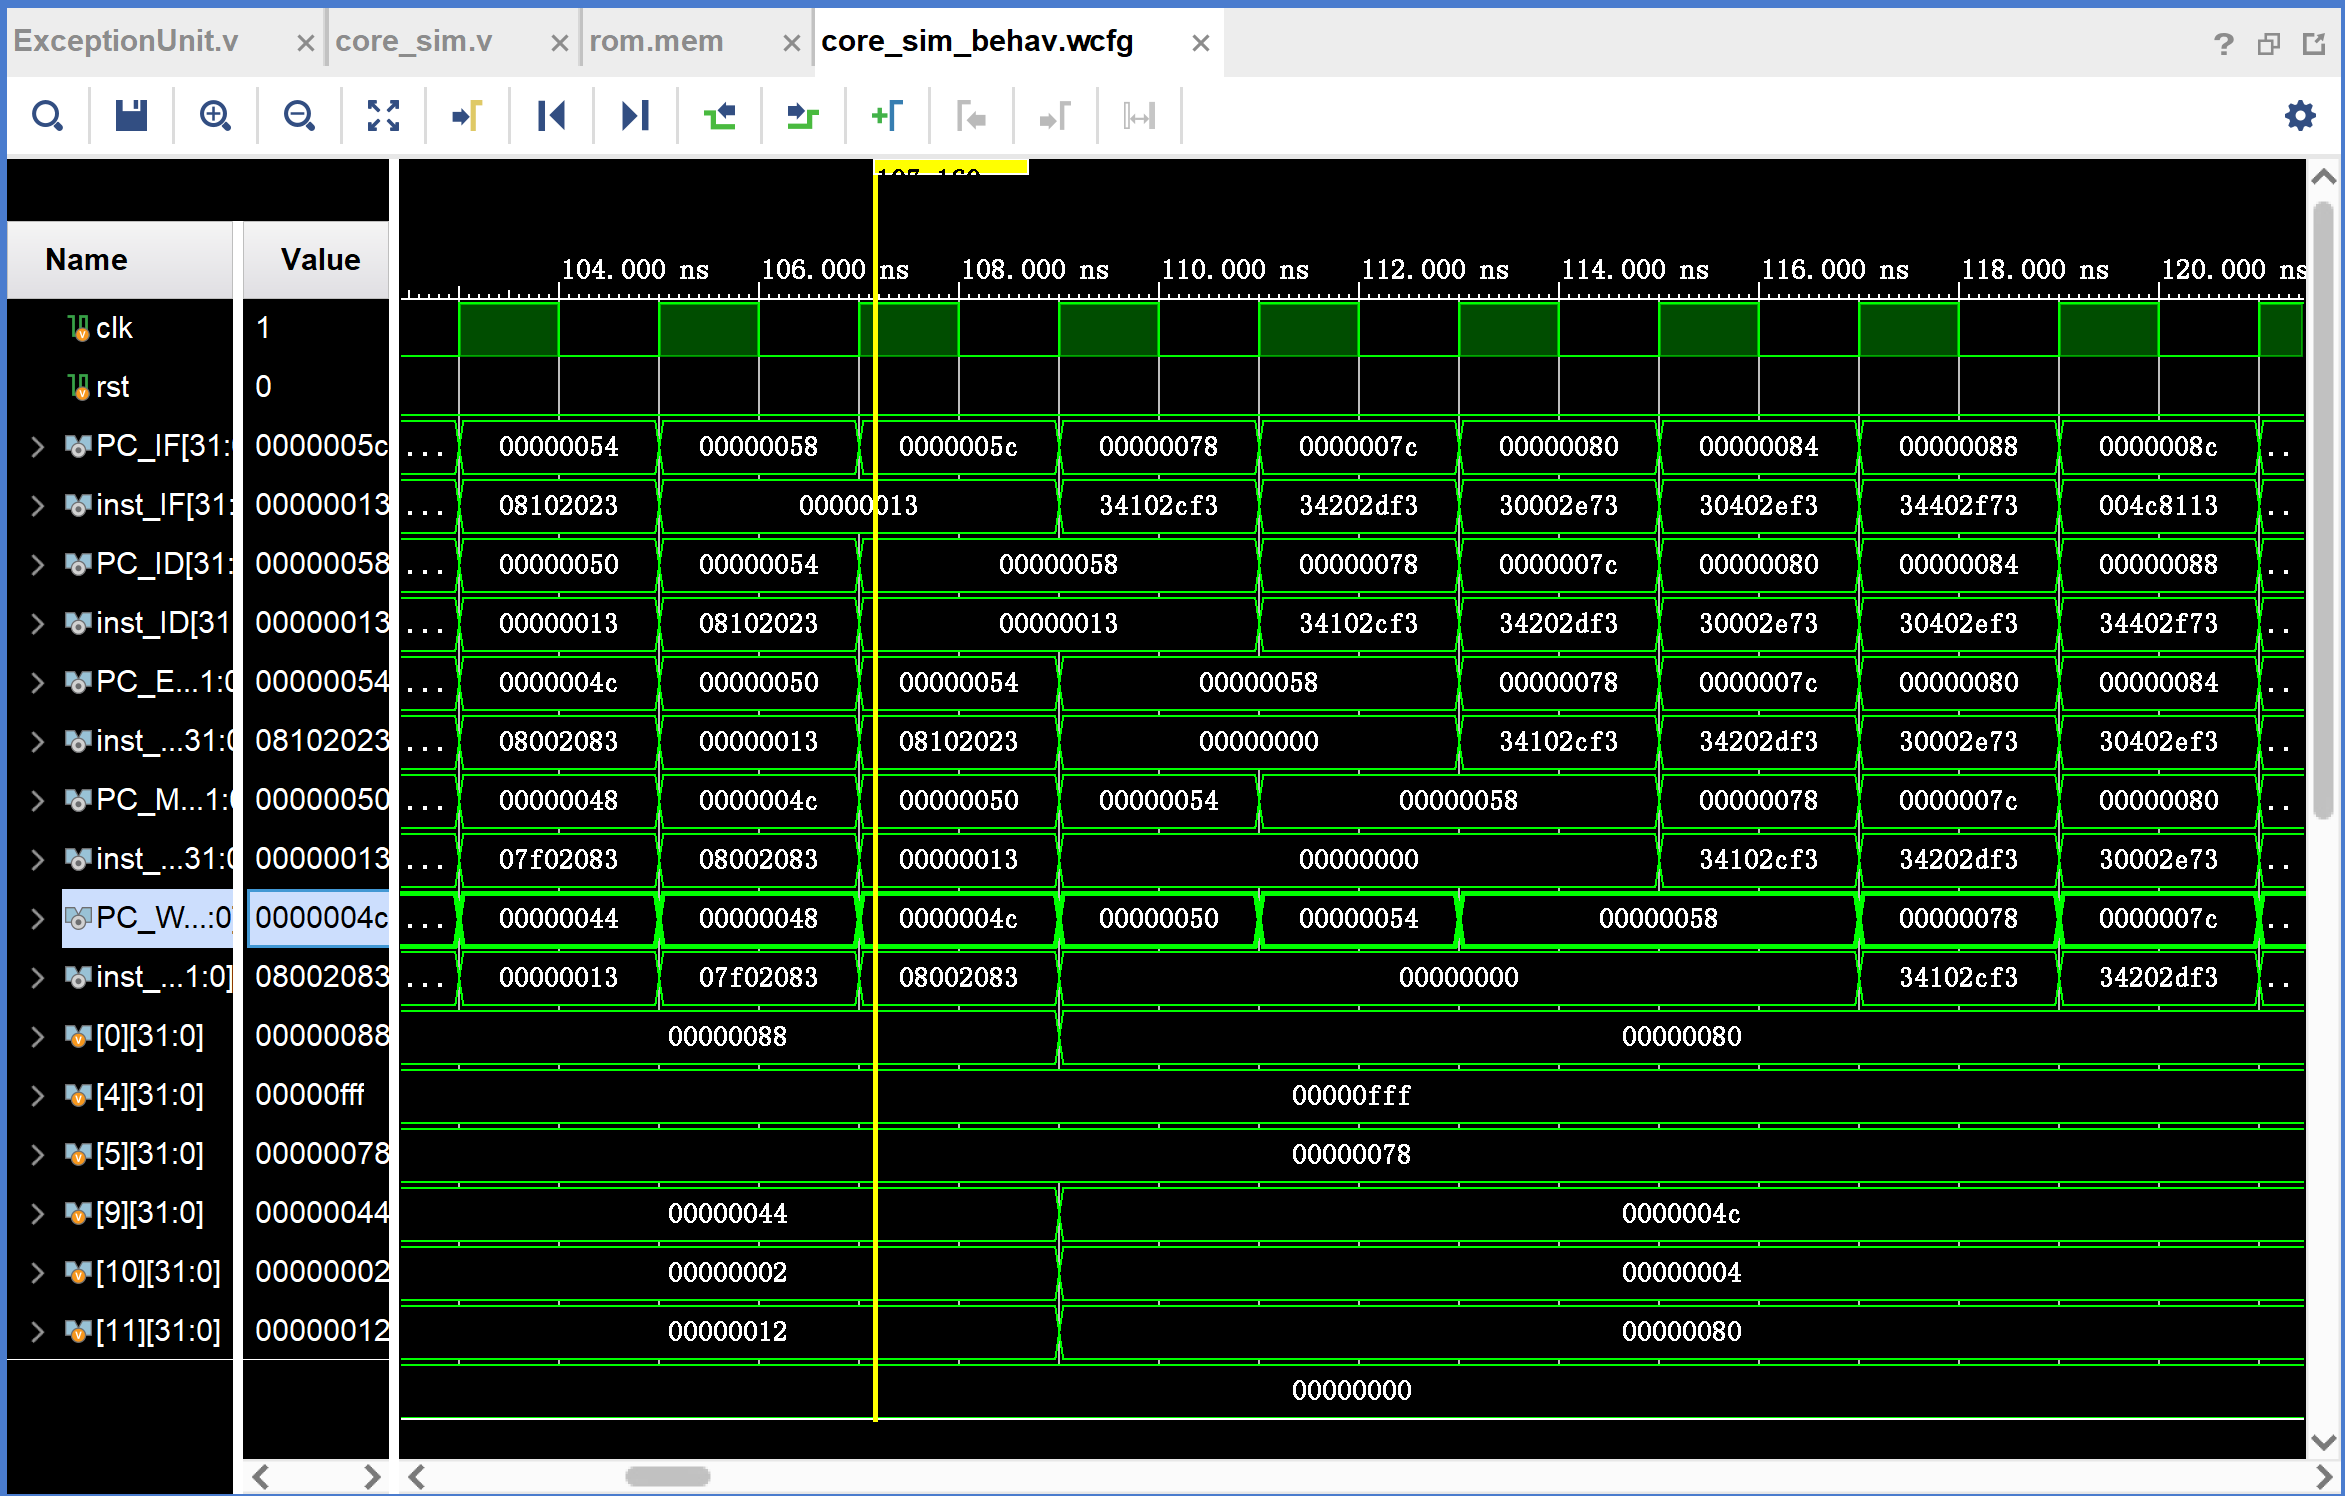 ExceptionUnit.v core_sim.v rom.mem core_sim_behav.wcfg
Name Value
104.000 ns 106.000 ns 108.000 ns 110.000 ns 112.000 ns 114.000 ns 116.000 ns 118.000 ns 120.000 ns
clk 1
rst 0
PC_IF[31: 0000005c ... 00000054 00000058 0000005c 00000078 0000007c 00000080 00000084 00000088 0000008c ..
inst_IF[31: 00000013 ... 08102023 00000013 34102cf3 34202df3 30002e73 30402ef3 34402f73 004c8113 ..
PC_ID[31: 00000058 ... 00000050 00000054 00000058 00000078 0000007c 00000080 00000084 00000088 ..
inst_ID[31 00000013 ... 00000013 08102023 00000013 34102cf3 34202df3 30002e73 30402ef3 34402f73 ..
PC_E...1:0 00000054 ... 0000004c 00000050 00000054 00000058 00000078 0000007c 00000080 00000084 ..
inst_...31:0 08102023 ... 08002083 00000013 08102023 00000000 34102cf3 34202df3 30002e73 30402ef3 ..
PC_M...1:0 00000050 ... 00000048 0000004c 00000050 00000054 00000058 00000078 0000007c 00000080 ..
inst_...31:0 00000013 ... 07f02083 08002083 00000013 00000000 34102cf3 34202df3 30002e73 ..
PC_W...:0] 0000004c ... 00000044 00000048 0000004c 00000050 00000054 00000058 00000078 0000007c ..
inst_...1:0] 08002083 ... 00000013 07f02083 08002083 00000000 34102cf3 34202df3 ..
[0][31:0] 00000088 00000088 00000080
[4][31:0] 00000fff 00000fff
[5][31:0] 00000078 00000078
[9][31:0] 00000044 00000044 0000004c
[10][31:0] 00000002 00000002 00000004
[11][31:0] 00000012 00000012 00000080
00000000